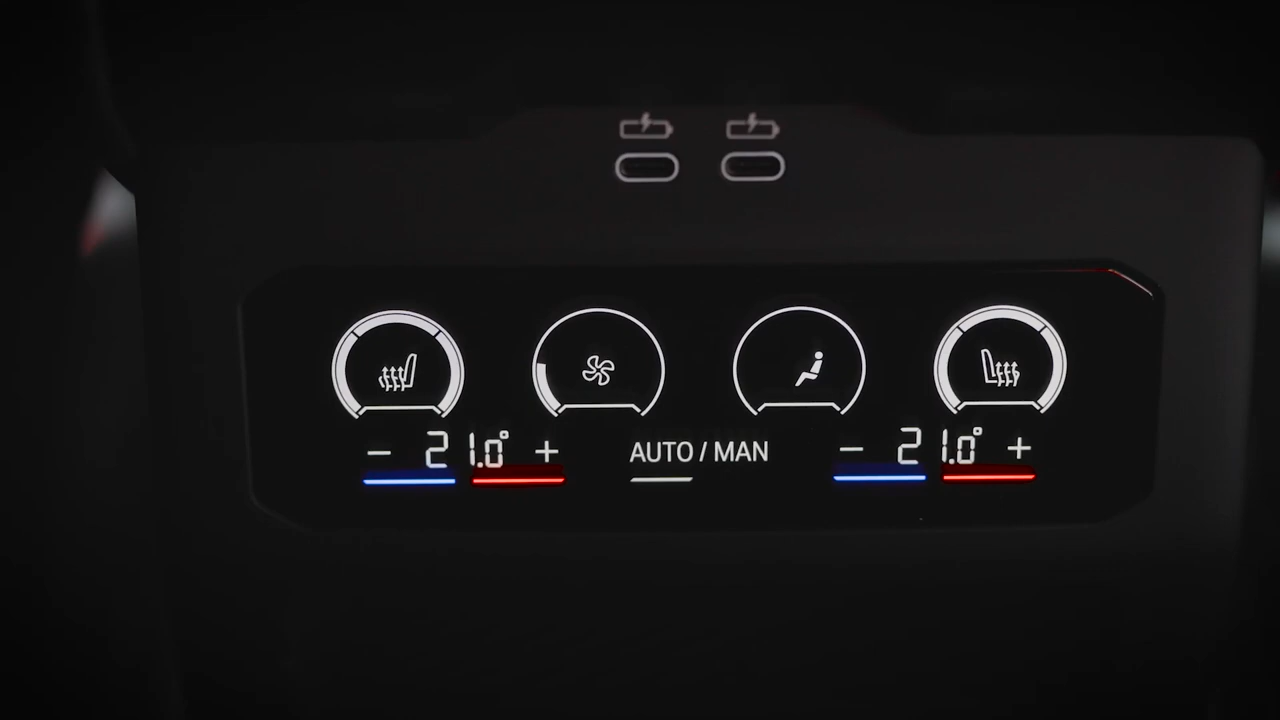 − 21.0° + AUTO / MAN − 21.0° +